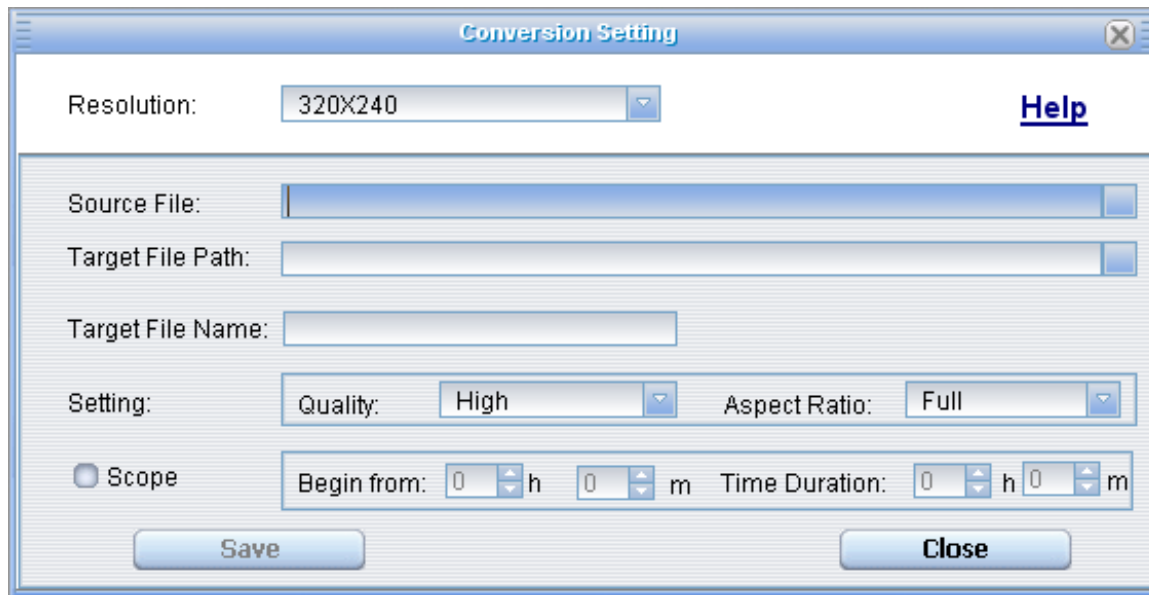 Conversion Setting
Resolution: 320X240 Help
Source File:
Target File Path:
Target File Name:
Setting: Quality: High Aspect Ratio: Full
Scope Begin from: 0 h 0 m Time Duration: 0 h 0 m
Save Close